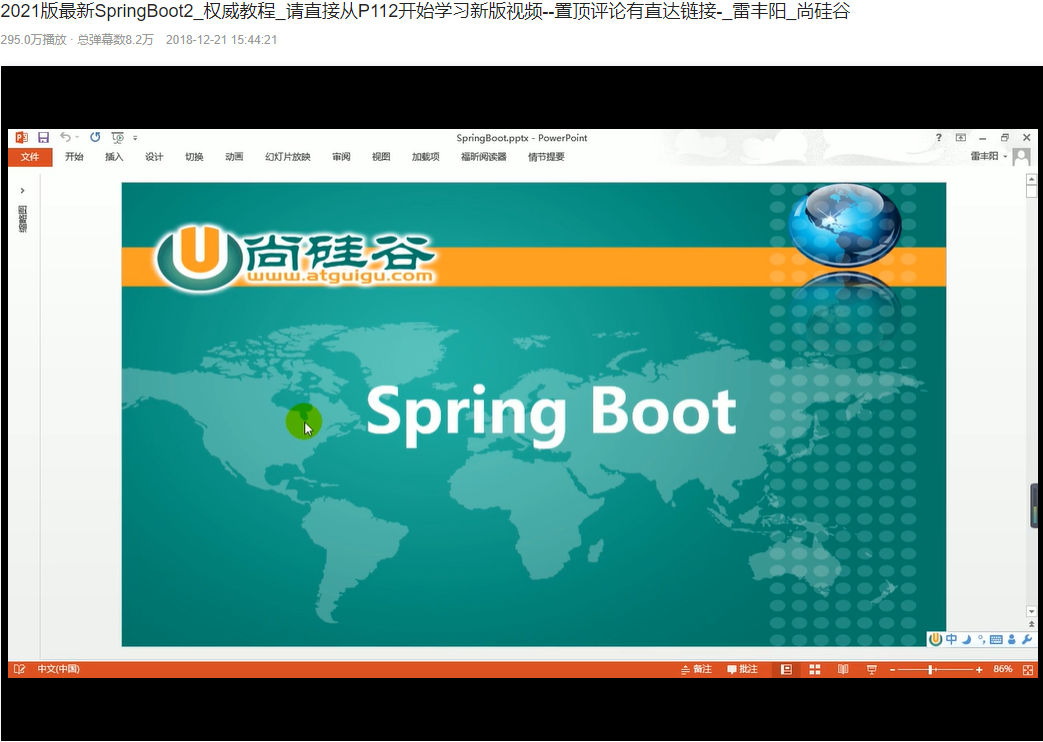 2021版最新SpringBoot2_权威教程_请直接从P112开始学习新版视频--置顶评论有直达链接-_雷丰阳_尚硅谷
295.0万播放 · 总弹幕数8.2万 2018-12-21 15:44:21
SpringBoot.pptx - PowerPoint
文件 开始 插入 设计 切换 动画 幻灯片放映 审阅 视图 加载项 福昕阅读器 情节提要 雷丰阳
缩略图
尚硅谷
www.atguigu.com
Spring Boot
中
中文(中国) 备注 批注 86%